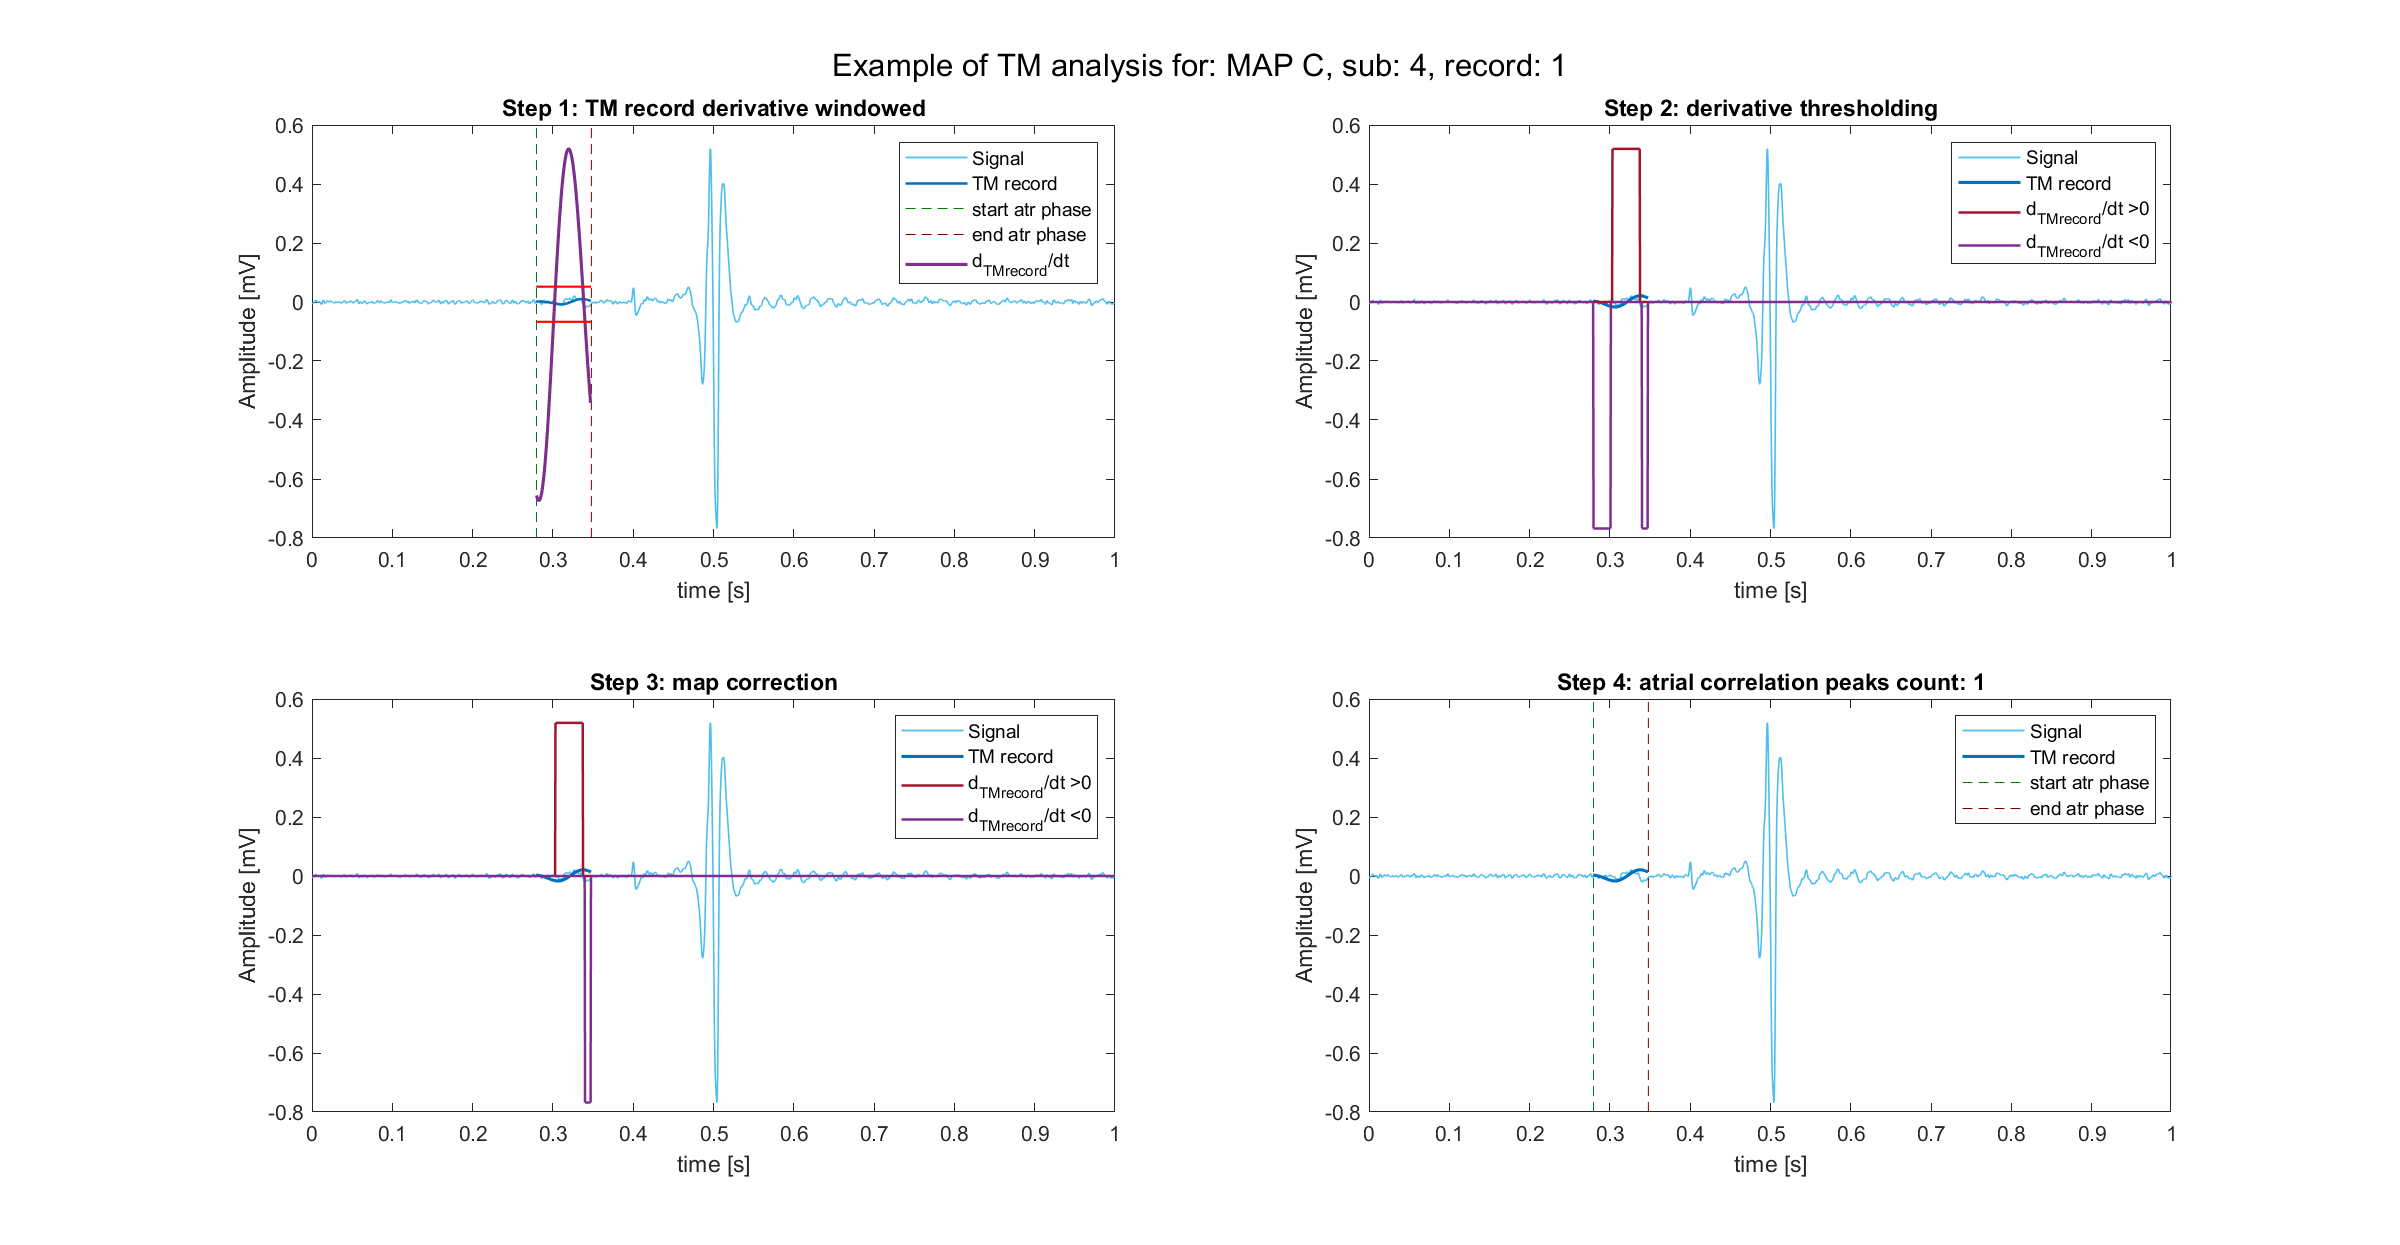 Example of TM analysis for: MAP C, sub: 4, record: 1
Step 1: TM record derivative windowed
0.6
0.4
0.2
0
-0.2
-0.4
-0.6
-0.8
Amplitude [mV]
0 0.1 0.2 0.3 0.4 0.5 0.6 0.7 0.8 0.9 1
time [s]
Signal
TM record
start atr phase
end atr phase
dTMrecord/dt
Step 2: derivative thresholding
0.6
0.4
0.2
0
-0.2
-0.4
-0.6
-0.8
Amplitude [mV]
0 0.1 0.2 0.3 0.4 0.5 0.6 0.7 0.8 0.9 1
time [s]
Signal
TM record
dTMrecord/dt >0
dTMrecord/dt <0
Step 3: map correction
0.6
0.4
0.2
0
-0.2
-0.4
-0.6
-0.8
Amplitude [mV]
0 0.1 0.2 0.3 0.4 0.5 0.6 0.7 0.8 0.9 1
time [s]
Signal
TM record
dTMrecord/dt >0
dTMrecord/dt <0
Step 4: atrial correlation peaks count: 1
0.6
0.4
0.2
0
-0.2
-0.4
-0.6
-0.8
Amplitude [mV]
0 0.1 0.2 0.3 0.4 0.5 0.6 0.7 0.8 0.9 1
time [s]
Signal
TM record
start atr phase
end atr phase